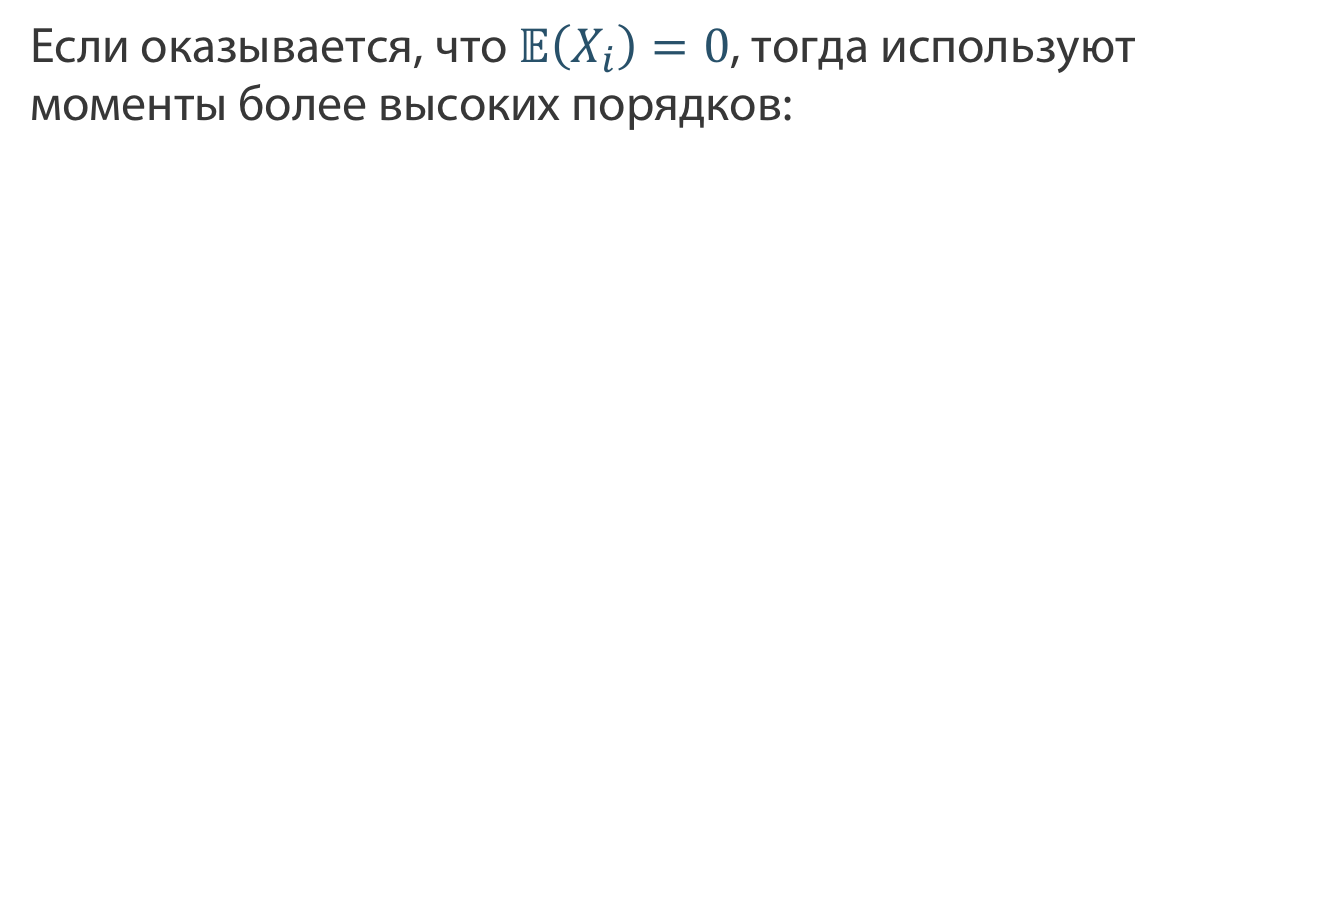 Если оказывается, что 𝔼(Xᵢ) = 0, тогда используют
моменты более высоких порядков: